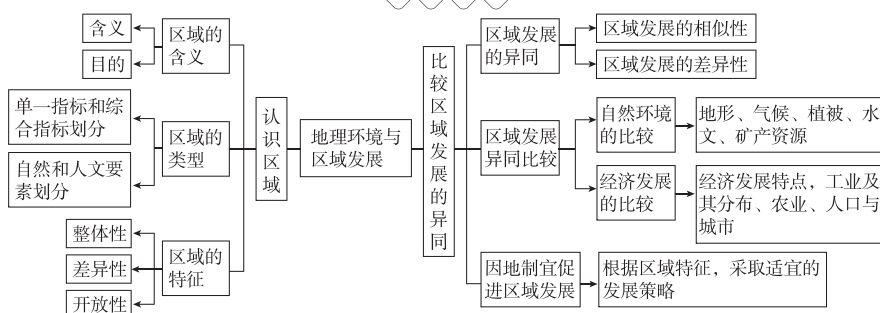 含义
目的
区域的
含义
单一指标和综
合指标划分
自然和人文要
素划分
区域的
类型
整体性
差异性
开放性
区域的
特征
认识区域
地理环境与
区域发展
比较区域发展的异同
区域发展
的异同
区域发展的相似性
区域发展的差异性
区域发展
异同比较
自然环境
的比较
地形、气候、植被、水
文、矿产资源
经济发展
的比较
经济发展特点，工业及
其分布、农业、人口与
城市
因地制宜促
进区域发展
根据区域特征，采取适宜的
发展策略